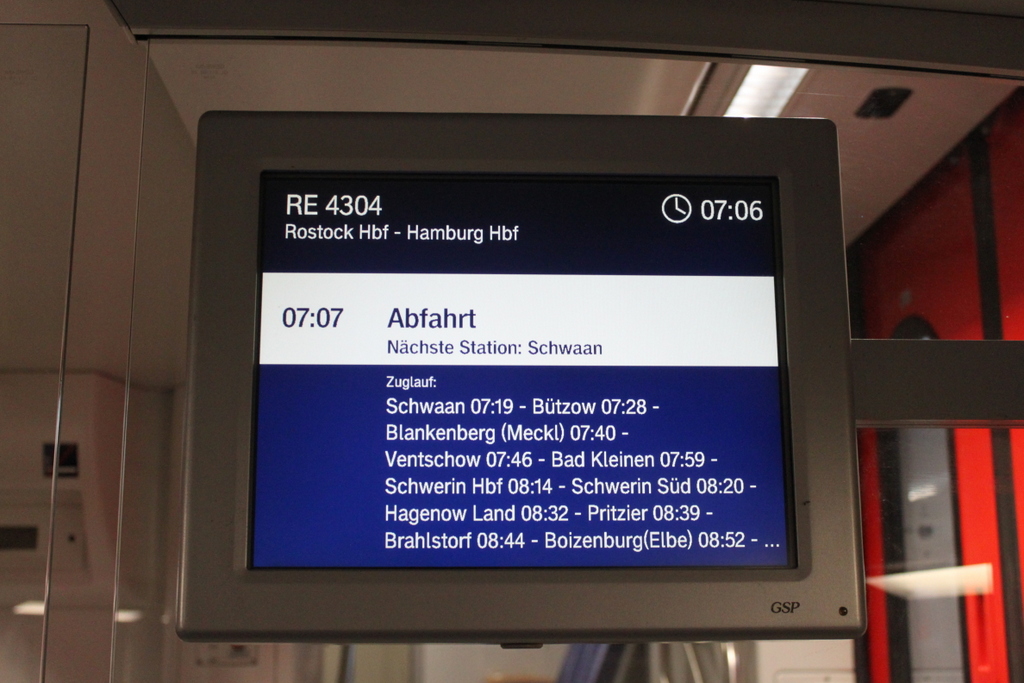 RE 4304
07:06
Rostock Hbf - Hamburg Hbf
07:07 Abfahrt
Nächste Station: Schwaan
Zuglauf:
Schwaan 07:19 - Bützow 07:28 -
Blankenberg (Meckl) 07:40 -
Ventschow 07:46 - Bad Kleinen 07:59 -
Schwerin Hbf 08:14 - Schwerin Süd 08:20 -
Hagenow Land 08:32 - Pritzier 08:39 -
Brahlstorf 08:44 - Boizenburg(Elbe) 08:52 - ...
GSP